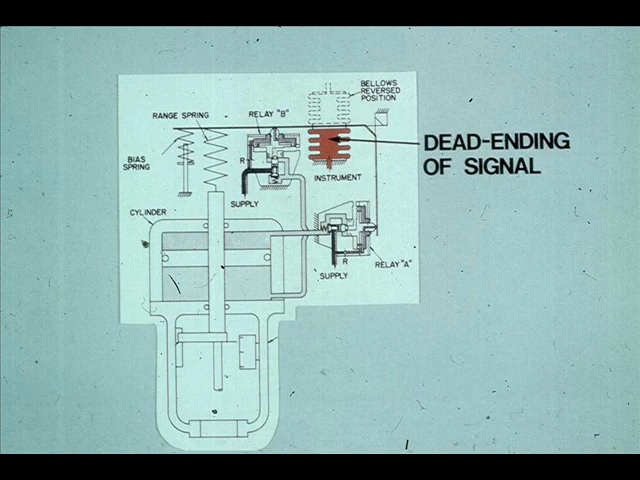 BELLOWS
REVERSED
POSITION
RANGE SPRING
RELAY "B"
BIAS
SPRING
R
INSTRUMENT
DEAD-ENDING
OF SIGNAL
SUPPLY
CYLINDER
R
RELAY "A"
SUPPLY